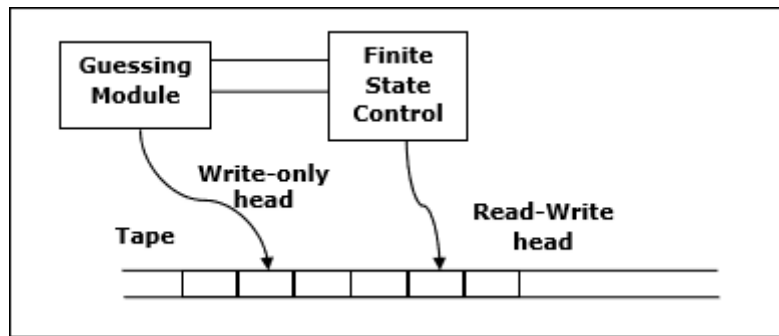 Guessing
Module
Finite
State
Control
Write-only
head
Read-Write
head
Tape